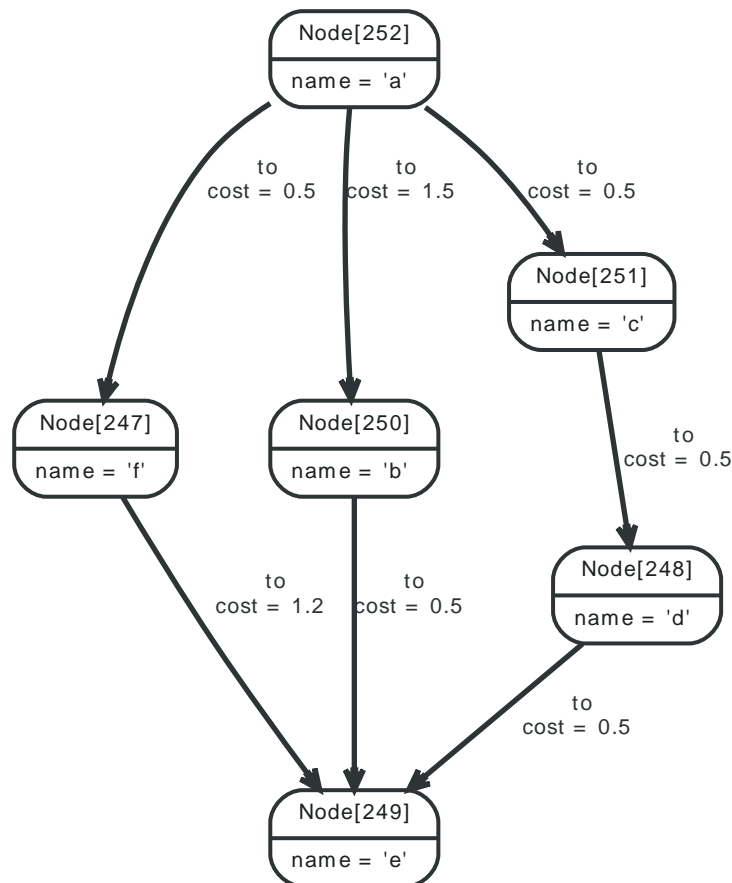 Node[252]
name = 'a'
to
cost = 0.5
to
cost = 1.5
to
cost = 0.5
Node[251]
name = 'c'
Node[247]
name = 'f'
Node[250]
name = 'b'
to
cost = 0.5
Node[248]
name = 'd'
to
cost = 1.2
to
cost = 0.5
to
cost = 0.5
Node[249]
name = 'e'